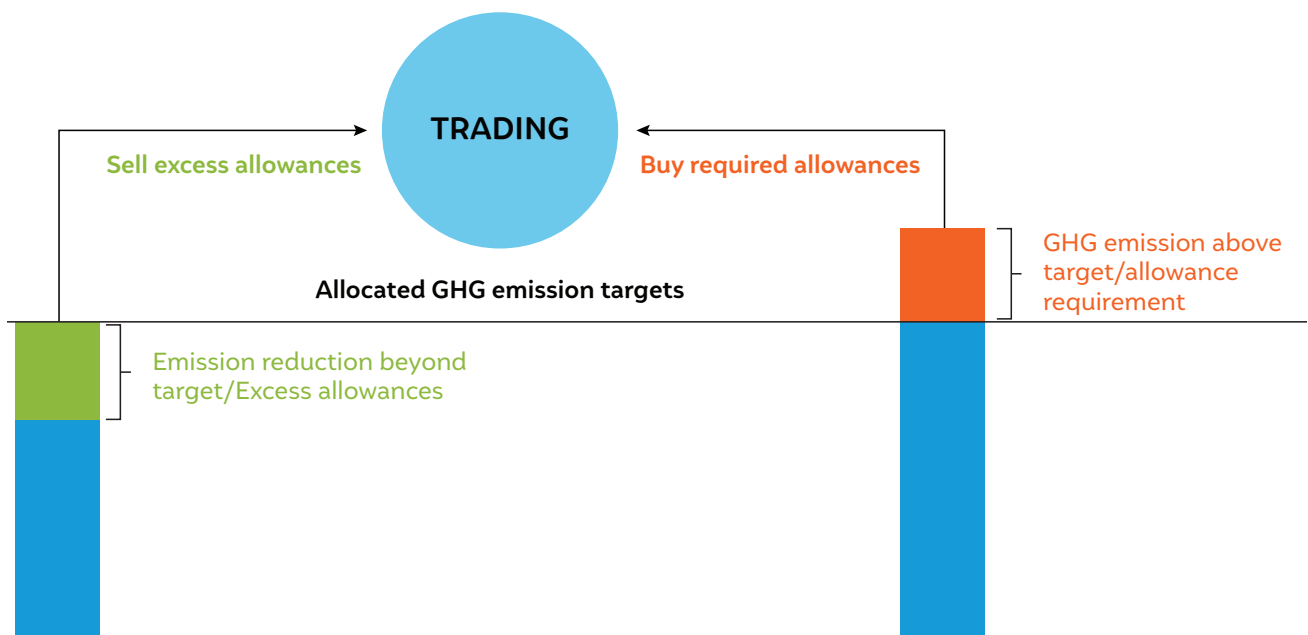 TRADING
Sell excess allowances
Buy required allowances
GHG emission above
target/allowance
requirement
Allocated GHG emission targets
Emission reduction beyond
target/Excess allowances